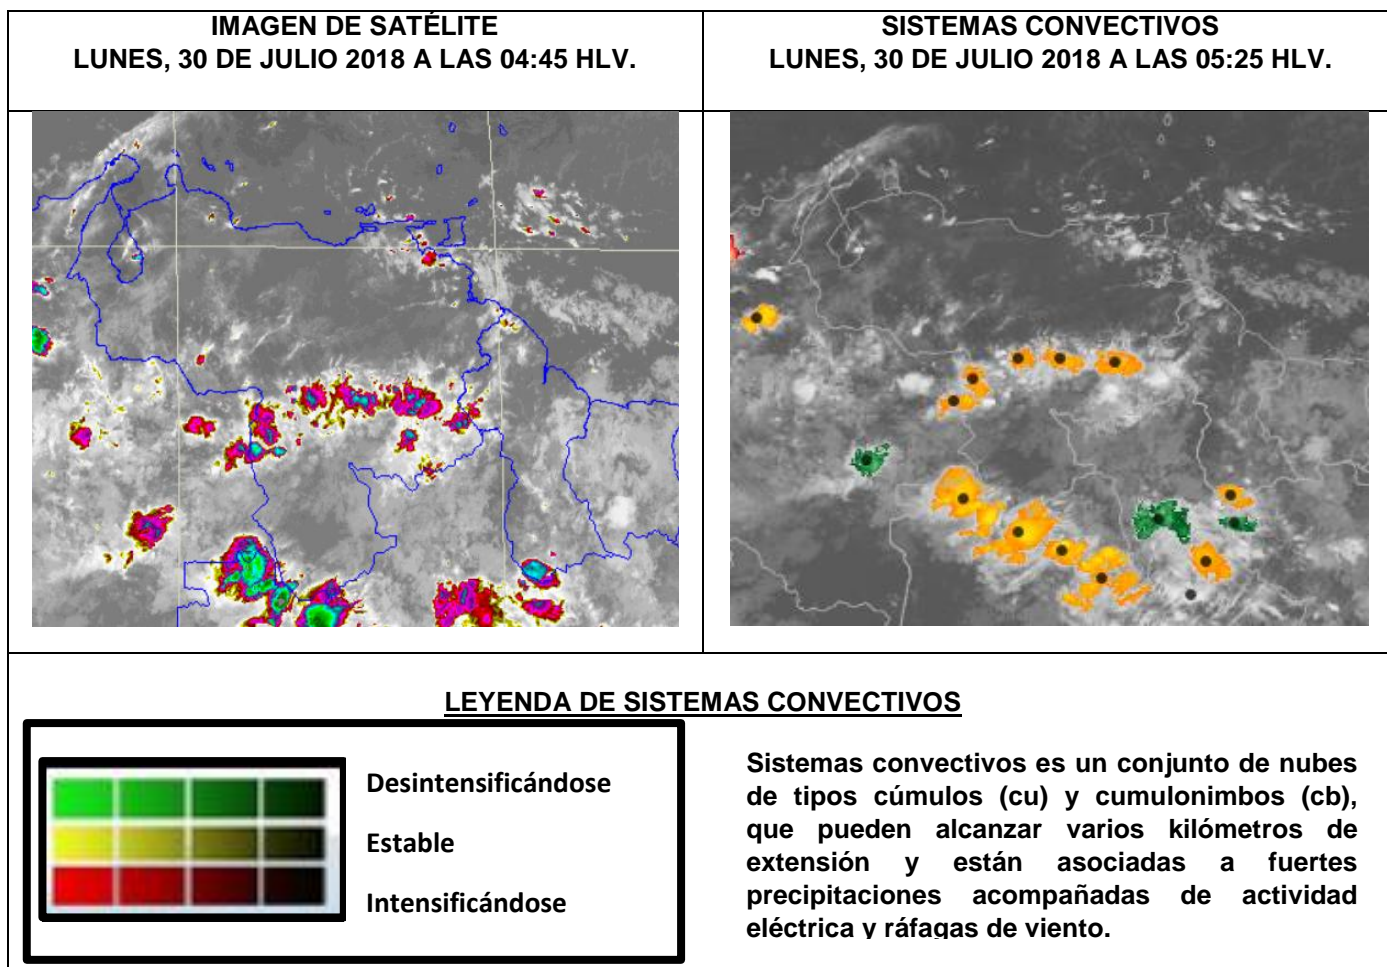 IMAGEN DE SATÉLITE
LUNES, 30 DE JULIO 2018 A LAS 04:45 HLV.
SISTEMAS CONVECTIVOS
LUNES, 30 DE JULIO 2018 A LAS 05:25 HLV.
LEYENDA DE SISTEMAS CONVECTIVOS
Desintensificándose
Estable
Intensificándose
Sistemas convectivos es un conjunto de nubes
de tipos cúmulos (cu) y cumulonimbos (cb),
que pueden alcanzar varios kilómetros de
extensión y están asociadas a fuertes
precipitaciones acompañadas de actividad
eléctrica y ráfagas de viento.